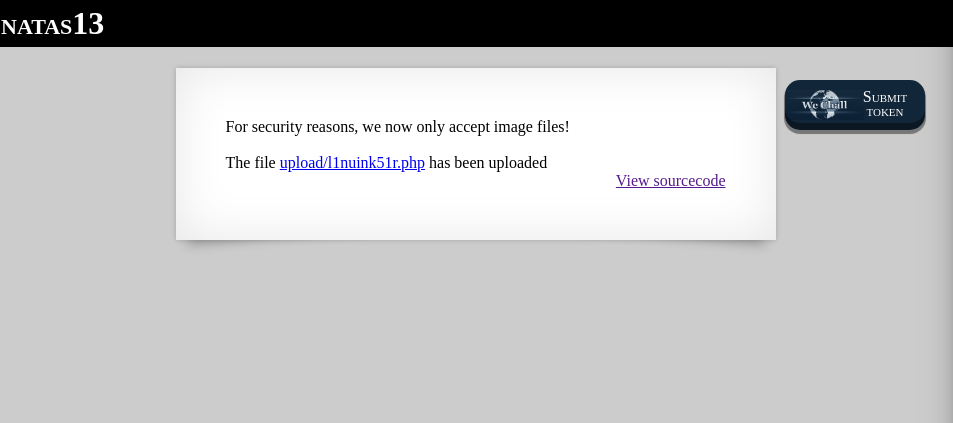 NATAS13
For security reasons, we now only accept image files!
The file upload/l1nuink51r.php has been uploaded
View sourcecode
We Chall
SUBMIT
TOKEN